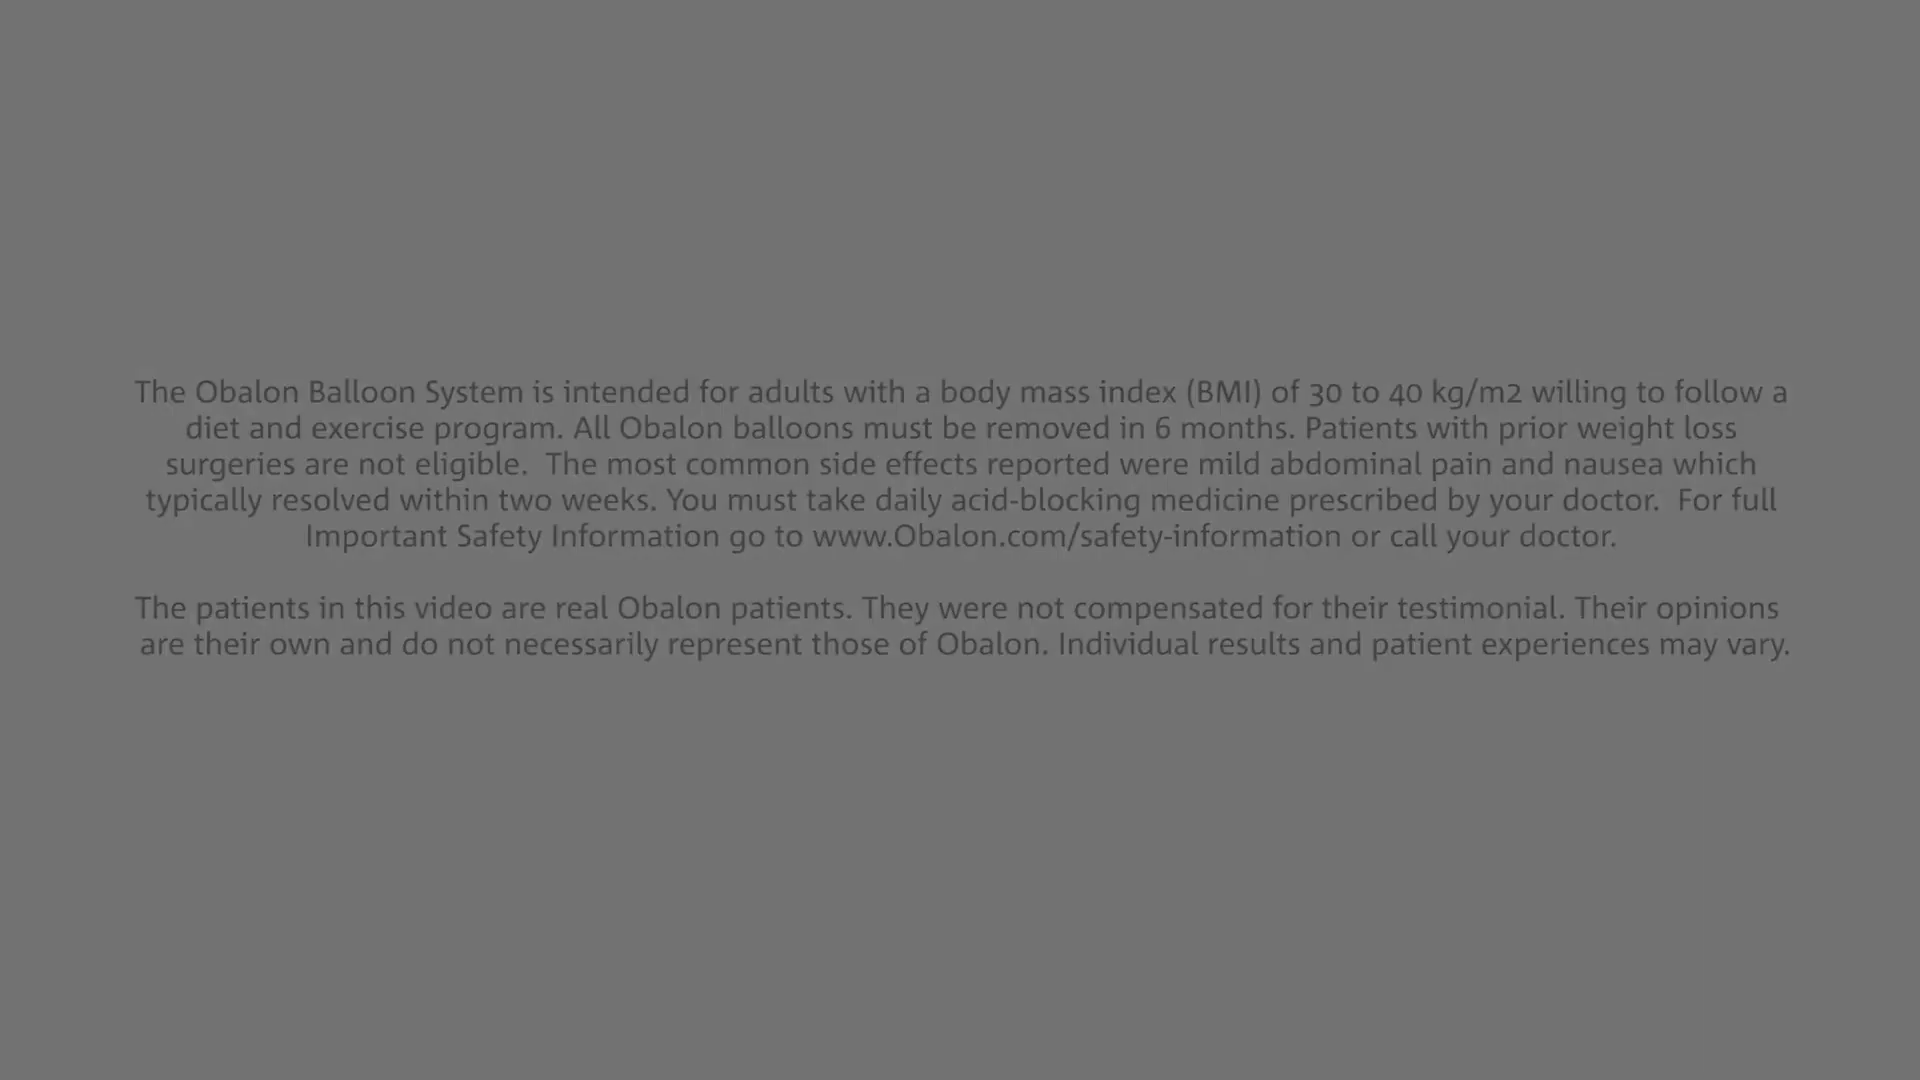 The Obalon Balloon System is intended for adults with a body mass index (BMI) of 30 to 40 kg/m2 willing to follow a
diet and exercise program. All Obalon balloons must be removed in 6 months. Patients with prior weight loss
surgeries are not eligible.  The most common side effects reported were mild abdominal pain and nausea which
typically resolved within two weeks. You must take daily acid-blocking medicine prescribed by your doctor.  For full
Important Safety Information go to www.Obalon.com/safety-information or call your doctor.
The patients in this video are real Obalon patients. They were not compensated for their testimonial. Their opinions
are their own and do not necessarily represent those of Obalon. Individual results and patient experiences may vary.